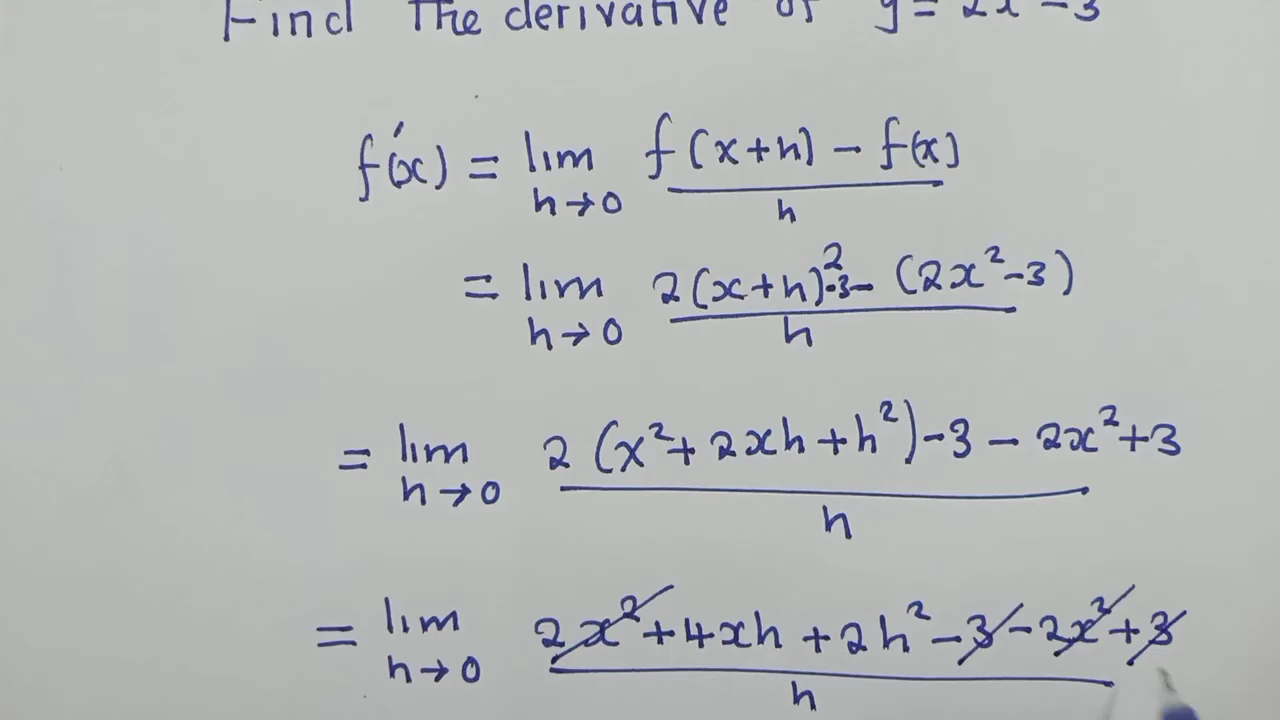 Find the derivative of y = 2x² - 3
f'(x) = lim h→0 f(x+h) - f(x) / h
= lim h→0 2(x+h)² -3 - (2x² - 3) / h
= lim h→0 2(x² + 2xh + h²) - 3 - 2x² + 3 / h
= lim h→0 2x² + 4xh + 2h² - 3 - 2x² + 3 / h